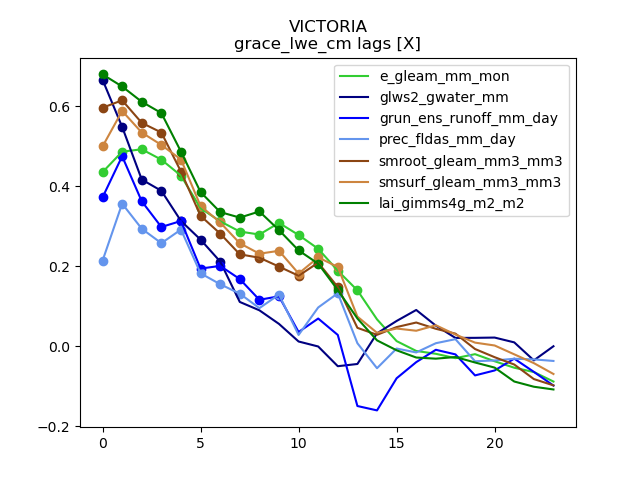 VICTORIA
grace_lwe_cm lags [X]
e_gleam_mm_mon
glws2_gwater_mm
grun_ens_runoff_mm_day
prec_fldas_mm_day
smroot_gleam_mm3_mm3
smsurf_gleam_mm3_mm3
lai_gimms4g_m2_m2
0.6
0.4
0.2
0.0
−0.2
0
5
10
15
20